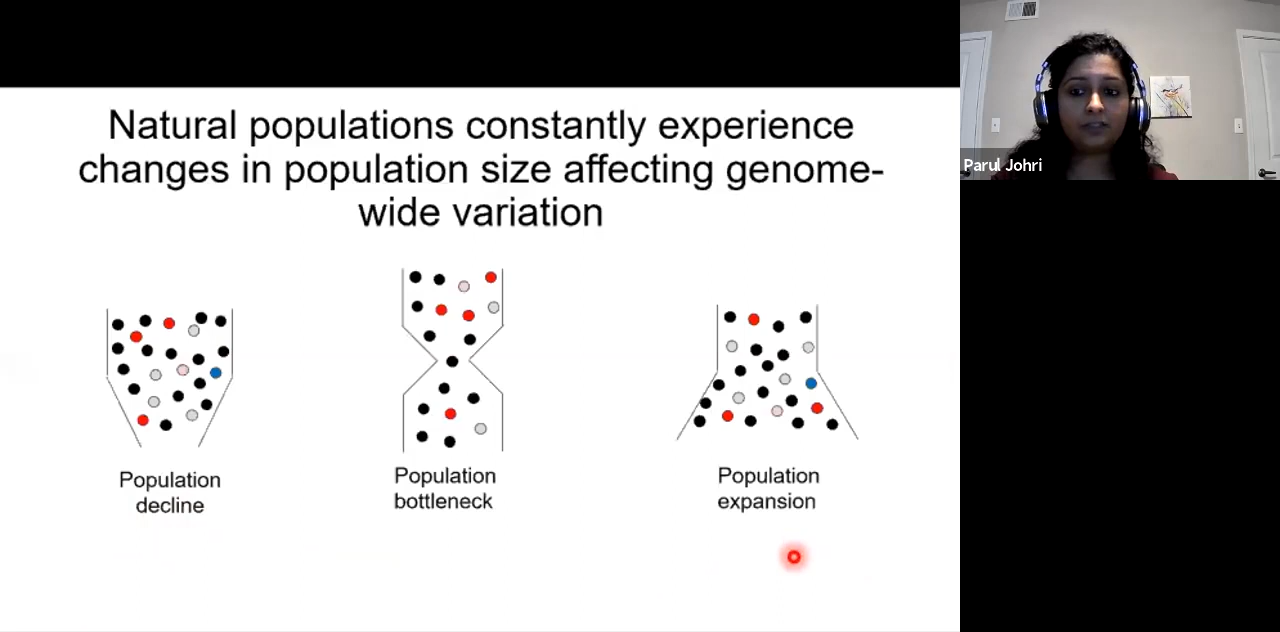 Natural populations constantly experience
changes in population size affecting genome-
wide variation
Population
decline
Population
bottleneck
Population
expansion
Parul Johri